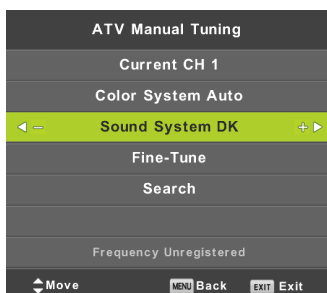 ATV Manual Tuning
Current CH 1
Color System Auto
− Sound System DK +
Fine-Tune
Search
Frequency Unregistered
Move MENU Back EXIT Exit